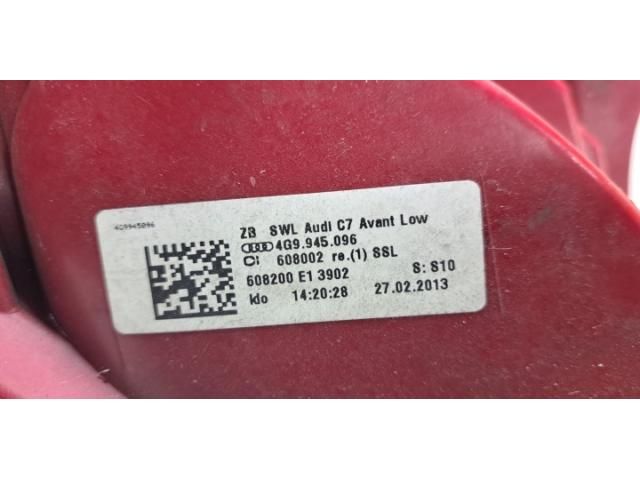 4G9945096
ZB SWL Audi C7 Avant Low
4G9.945.096
608002 re.(1) SSL
608200 E1 3902 S: S10
klo 14:20:28 27.02.2013